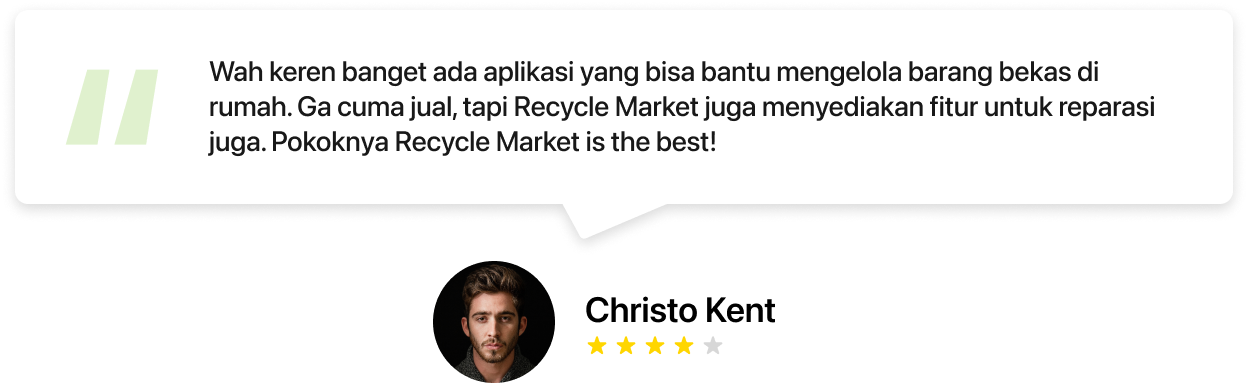 Wah keren banget ada aplikasi yang bisa bantu mengelola barang bekas di
rumah. Ga cuma jual, tapi Recycle Market juga menyediakan fitur untuk reparasi
juga. Pokoknya Recycle Market is the best!
Christo Kent